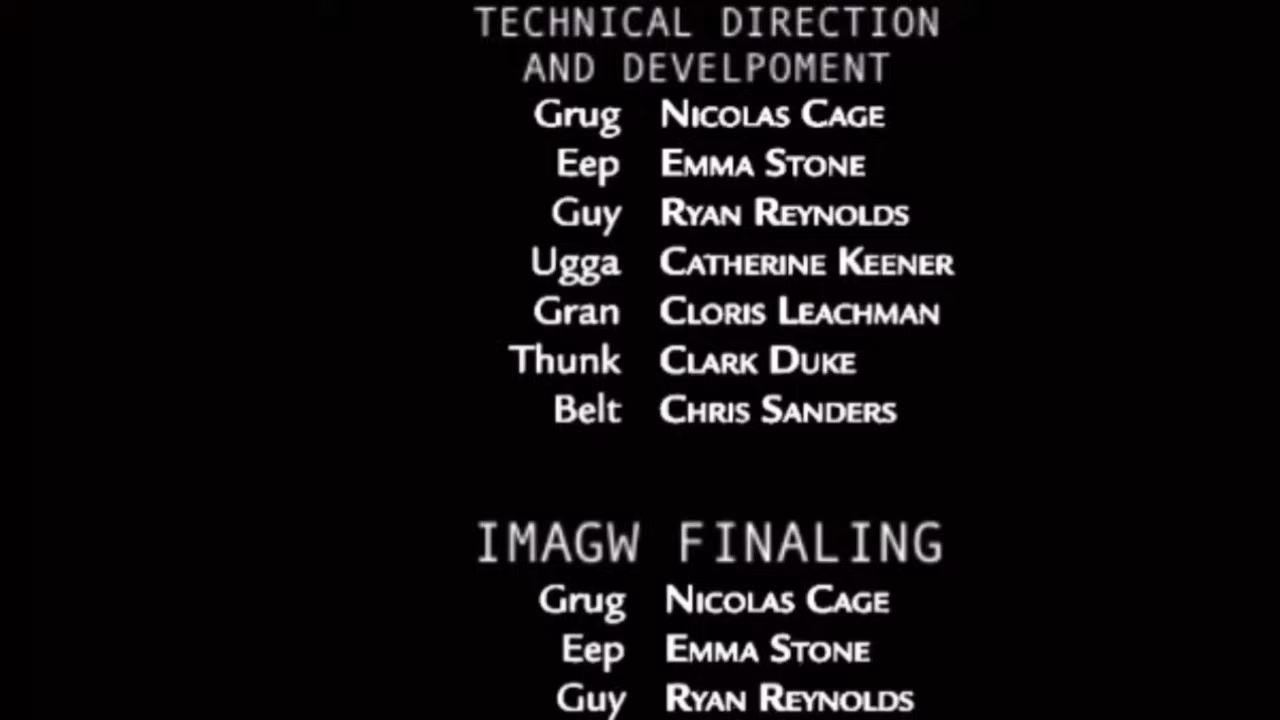 TECHNICAL DIRECTION
AND DEVELPOMENT
Grug NICOLAS CAGE
Eep EMMA STONE
Guy RYAN REYNOLDS
Ugga CATHERINE KEENER
Gran CLORIS LEACHMAN
Thunk CLARK DUKE
Belt CHRIS SANDERS
IMAGW FINALING
Grug NICOLAS CAGE
Eep EMMA STONE
Guy RYAN REYNOLDS